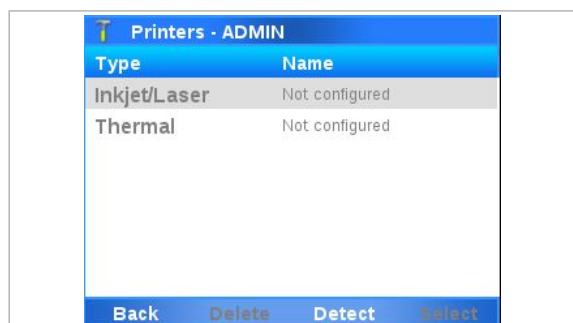 Printers - ADMIN
Type Name
Inkjet/Laser Not configured
Thermal Not configured
Back Delete Detect Select